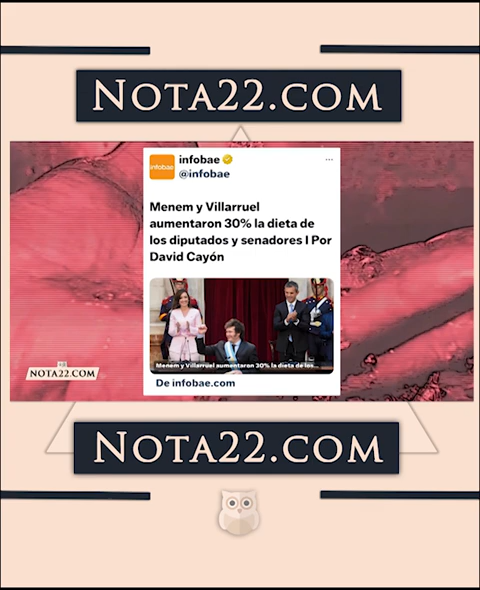 NOTA22.COM
infobae
infobae
@infobae
Menem y Villarruel
aumentaron 30% la dieta de
los diputados y senadores I Por
David Cayón
Menem y Villarruel aumentaron 30% la dieta de los...
De infobae.com
NOTA22.COM
NOTA22.COM